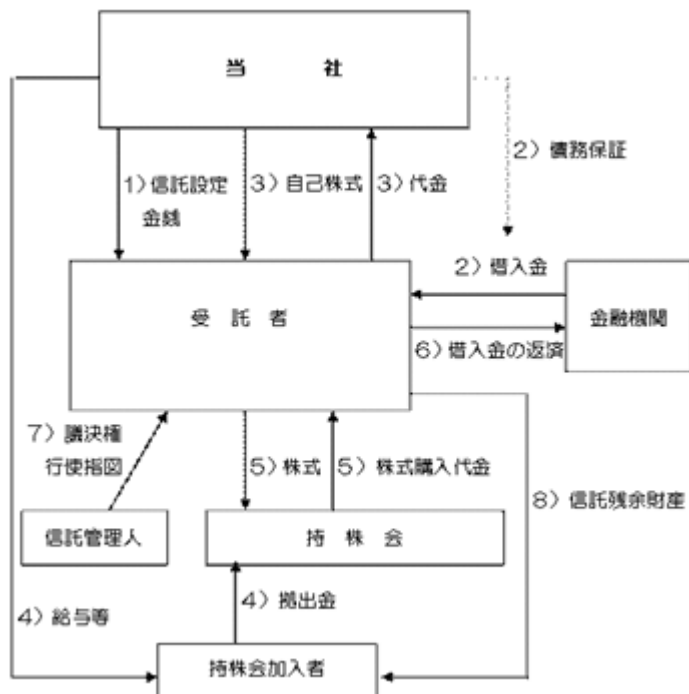 当　　社
2）債務保証
1）信託設定
金銭
3）自己株式
3）代金
2）借入金
受　託　者
金融機関
6）借入金の返済
7）議決権
行使指図
5）株式
5）株式購入代金
8）信託残余財産
信託管理人
持　株　会
4）給与等
4）拠出金
持株会加入者